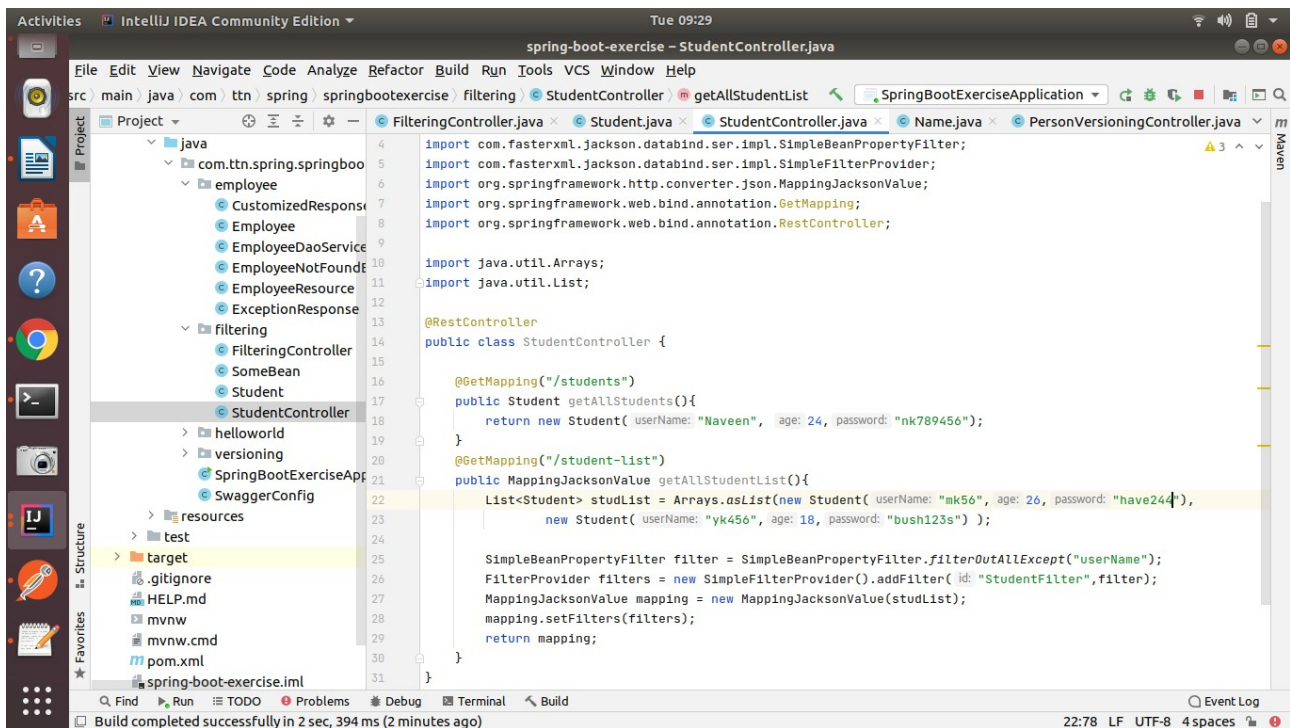 Activities IntelliJ IDEA Community Edition Tue 09:29
spring-boot-exercise – StudentController.java
File Edit View Navigate Code Analyze Refactor Build Run Tools VCS Window Help
src main java com ttn spring springbootexercise filtering StudentController getAllStudentList SpringBootExerciseApplication
Project FilteringController.java Student.java StudentController.java Name.java PersonVersioningController.java
Project
Maven
java
com.ttn.spring.springboo
employee
CustomizedResponse
Employee
EmployeeDaoService
EmployeeNotFoundE
EmployeeResource
ExceptionResponse
filtering
FilteringController
SomeBean
Student
StudentController
helloworld
versioning
SpringBootExerciseApp
SwaggerConfig
resources
test
target
.gitignore
HELP.md
mvnw
mvnw.cmd
pom.xml
spring-boot-exercise.iml
Structure
Favorites
3
4 import com.fasterxml.jackson.databind.ser.impl.SimpleBeanPropertyFilter;
5 import com.fasterxml.jackson.databind.ser.impl.SimpleFilterProvider;
6 import org.springframework.http.converter.json.MappingJacksonValue;
7 import org.springframework.web.bind.annotation.GetMapping;
8 import org.springframework.web.bind.annotation.RestController;
9
10 import java.util.Arrays;
11 import java.util.List;
12
13 @RestController
14 public class StudentController {
15
16 @GetMapping("/students")
17 public Student getAllStudents(){
18 return new Student( userName: "Naveen", age: 24, password: "nk789456");
19 }
20 @GetMapping("/student-list")
21 public MappingJacksonValue getAllStudentList(){
22 List<Student> studList = Arrays.asList(new Student( userName: "mk56", age: 26, password: "have244"),
23 new Student( userName: "yk456", age: 18, password: "bush123s") );
24
25 SimpleBeanPropertyFilter filter = SimpleBeanPropertyFilter.filterOutAllExcept("userName");
26 FilterProvider filters = new SimpleFilterProvider().addFilter( id: "StudentFilter",filter);
27 MappingJacksonValue mapping = new MappingJacksonValue(studList);
28 mapping.setFilters(filters);
29 return mapping;
30 }
31 }
Find Run TODO Problems Debug Terminal Build Event Log
Build completed successfully in 2 sec, 394 ms (2 minutes ago) 22:78 LF UTF-8 4 spaces